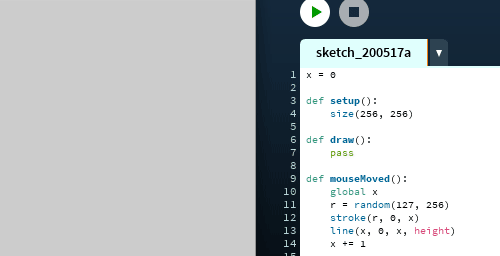 sketch_200517a
1 x = 0
2
3 def setup():
4     size(256, 256)
5
6 def draw():
7     pass
8
9 def mouseMoved():
10     global x
11     r = random(127, 256)
12     stroke(r, 0, x)
13     line(x, 0, x, height)
14     x += 1